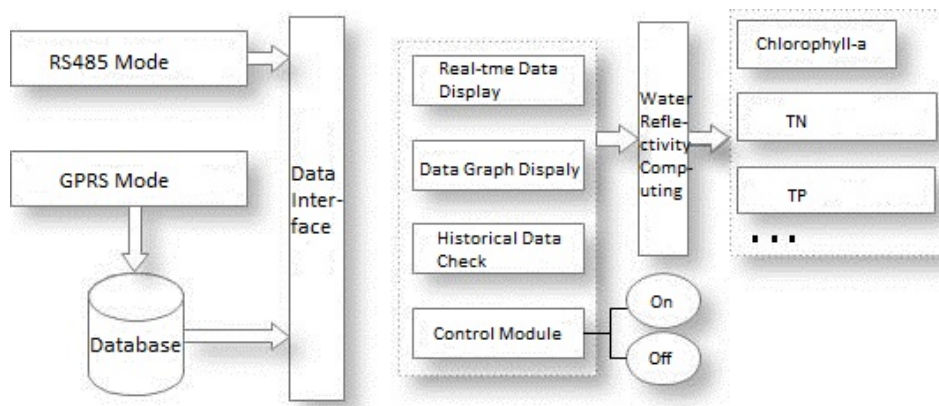 RS485 Mode
GPRS Mode
Database
Data
Inter-
face
Real-tme Data
Display
Data Graph Dispaly
Historical Data
Check
Control Module
On
Off
Water
Refle-
ctivity
Comp-
uting
Chlorophyll-a
TN
TP
...